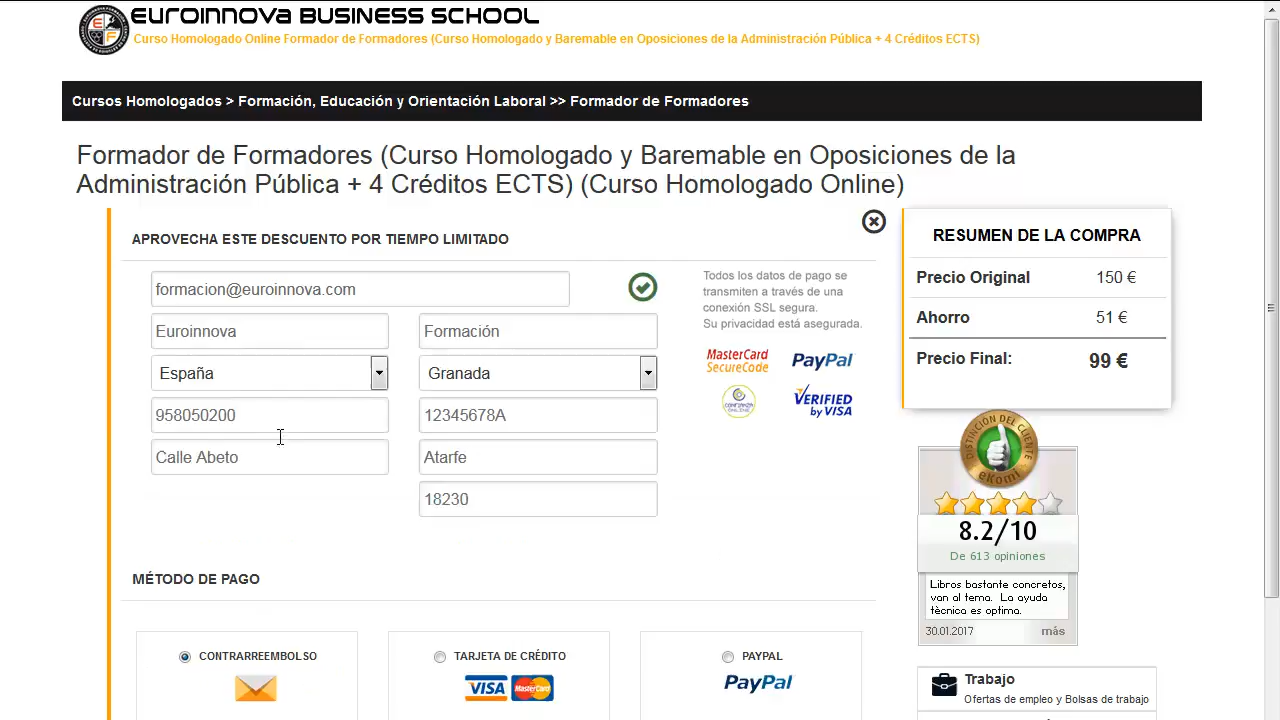 EUROINNOVA BUSINESS SCHOOL
Curso Homologado Online Formador de Formadores (Curso Homologado y Baremable en Oposiciones de la Administración Pública + 4 Créditos ECTS)
Cursos Homologados > Formación, Educación y Orientación Laboral >> Formador de Formadores
Formador de Formadores (Curso Homologado y Baremable en Oposiciones de la
Administración Pública + 4 Créditos ECTS) (Curso Homologado Online)
APROVECHA ESTE DESCUENTO POR TIEMPO LIMITADO
formacion@euroinnova.com
Euroinnova Formación
España Granada
958050200 12345678A
Calle Abeto Atarfe
18230
Todos los datos de pago se
transmiten a través de una
conexión SSL segura.
Su privacidad está asegurada.
MasterCard
SecureCode
PayPal
CONFIANZA
ONLINE
VERIFIED
by VISA
RESUMEN DE LA COMPRA
Precio Original 150 €
Ahorro 51 €
Precio Final: 99 €
DISTINCIÓN DEL CLIENTE
eKomi
8.2/10
De 613 opiniones
Libros bastante concretos,
van al tema. La ayuda
tècnica es optima.
30.01.2017 más
Trabajo
Ofertas de empleo y Bolsas de trabajo
MÉTODO DE PAGO
CONTRARREEMBOLSO
TARJETA DE CRÉDITO
VISA MasterCard
PAYPAL
PayPal